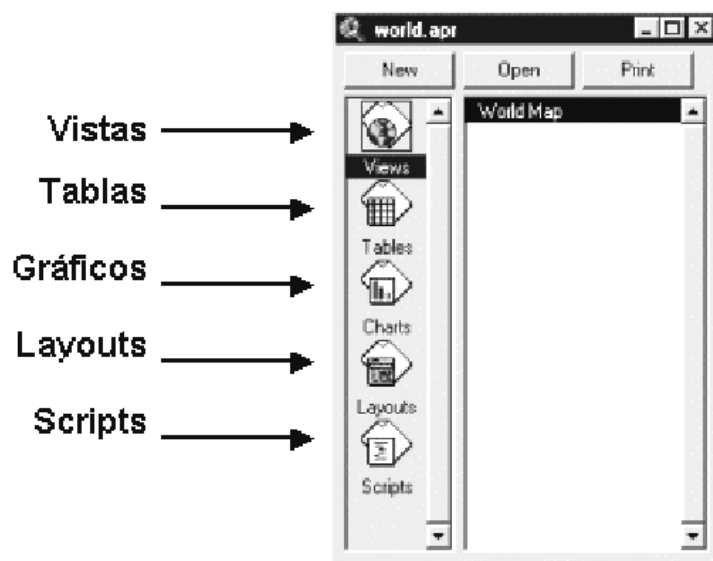 world.apr
New Open Print
Vistas
Tablas
Gráficos
Layouts
Scripts
Views
Tables
Charts
Layouts
Scripts
World Map